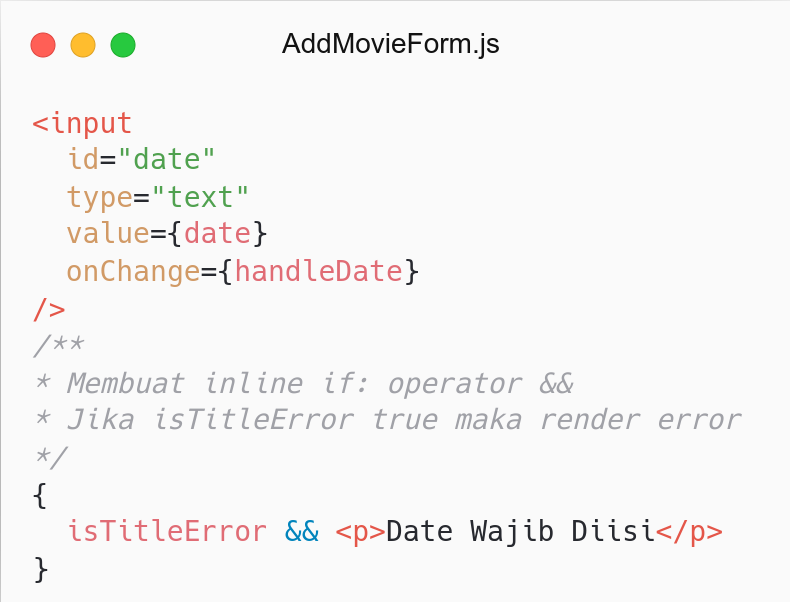 AddMovieForm.js
<input
  id="date"
  type="text"
  value={date}
  onChange={handleDate}
/>
/**
* Membuat inline if: operator &&
* Jika isTitleError true maka render error
*/
{
  isTitleError && <p>Date Wajib Diisi</p>
}